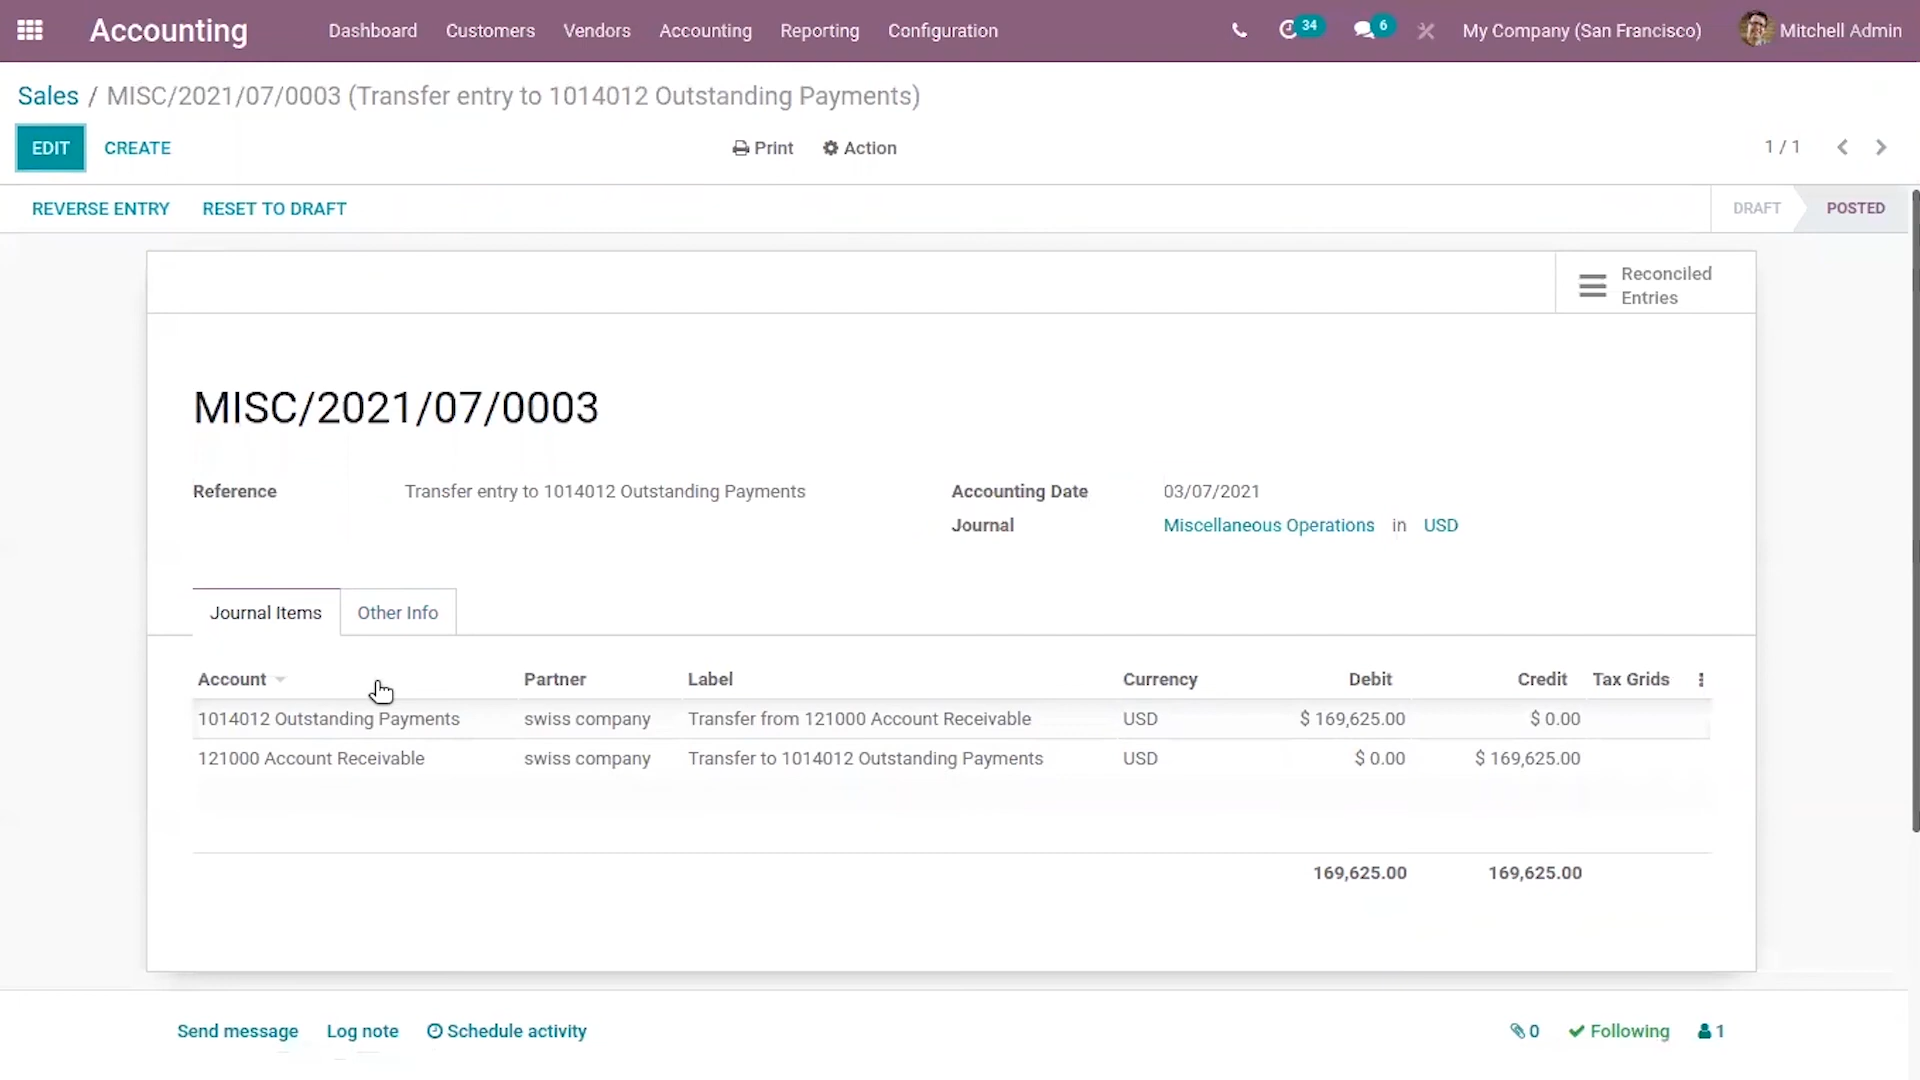 Accounting Dashboard Customers Vendors Accounting Reporting Configuration 34 6 My Company (San Francisco) Mitchell Admin
Sales / MISC/2021/07/0003 (Transfer entry to 1014012 Outstanding Payments)
EDIT CREATE Print Action 1 / 1
REVERSE ENTRY RESET TO DRAFT DRAFT POSTED
Reconciled
Entries
MISC/2021/07/0003
Reference Transfer entry to 1014012 Outstanding Payments Accounting Date 03/07/2021
Journal Miscellaneous Operations in USD
Journal Items Other Info
Account Partner Label Currency Debit Credit Tax Grids
1014012 Outstanding Payments swiss company Transfer from 121000 Account Receivable USD $ 169,625.00 $ 0.00
121000 Account Receivable swiss company Transfer to 1014012 Outstanding Payments USD $ 0.00 $ 169,625.00
169,625.00 169,625.00
Send message Log note Schedule activity 0 Following 1